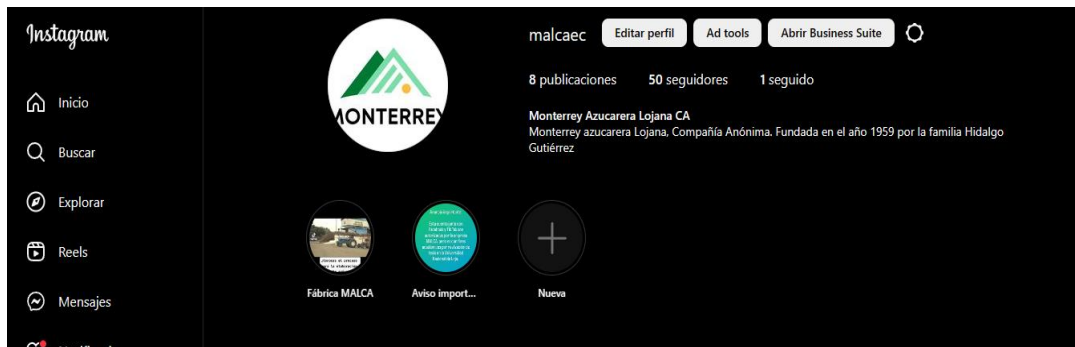 Instagram
Inicio
Buscar
Explorar
Reels
Mensajes
MONTERREY
malcaec Editar perfil Ad tools Abrir Business Suite
8 publicaciones 50 seguidores 1 seguido
Monterrey Azucarera Lojana CA
Monterrey azucarera Lojana, Compañía Anónima. Fundada en el año 1959 por la familia Hidalgo
Gutiérrez
Fábrica MALCA Aviso import... Nueva